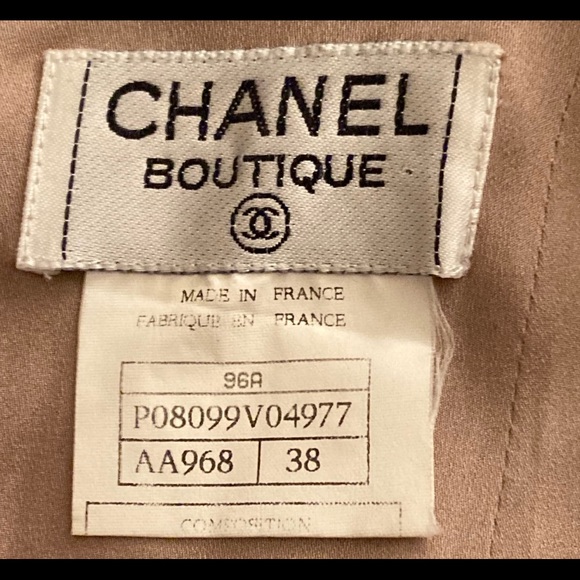 CHANEL
BOUTIQUE
MADE IN FRANCE
FABRIQUE EN FRANCE
96A
P08099V04977
AA968 38
COMPOSITION